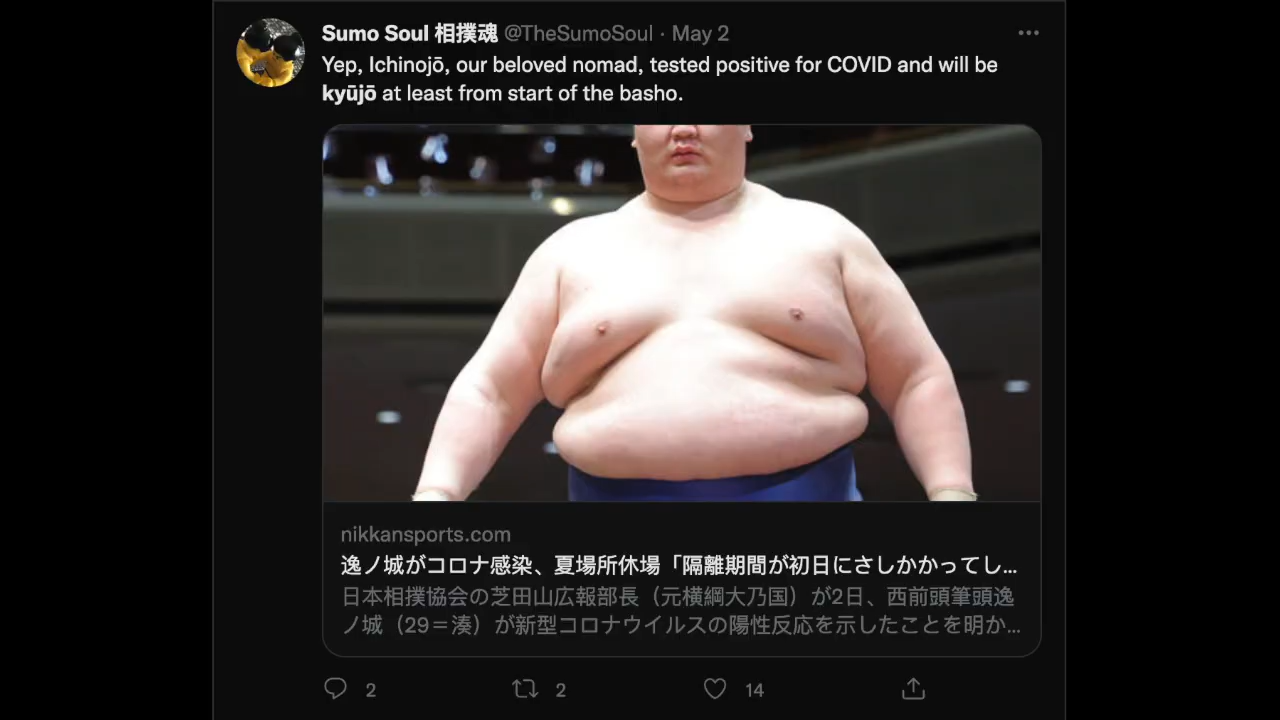 Sumo Soul 相撲魂 @TheSumoSoul · May 2
Yep, Ichinojō, our beloved nomad, tested positive for COVID and will be
kyūjō at least from start of the basho.
nikkansports.com
逸ノ城がコロナ感染、夏場所休場「隔離期間が初日にさしかかってし...
日本相撲協会の芝田山広報部長（元横綱大乃国）が2日、西前頭筆頭逸
ノ城（29＝湊）が新型コロナウイルスの陽性反応を示したことを明か...
2 2 14